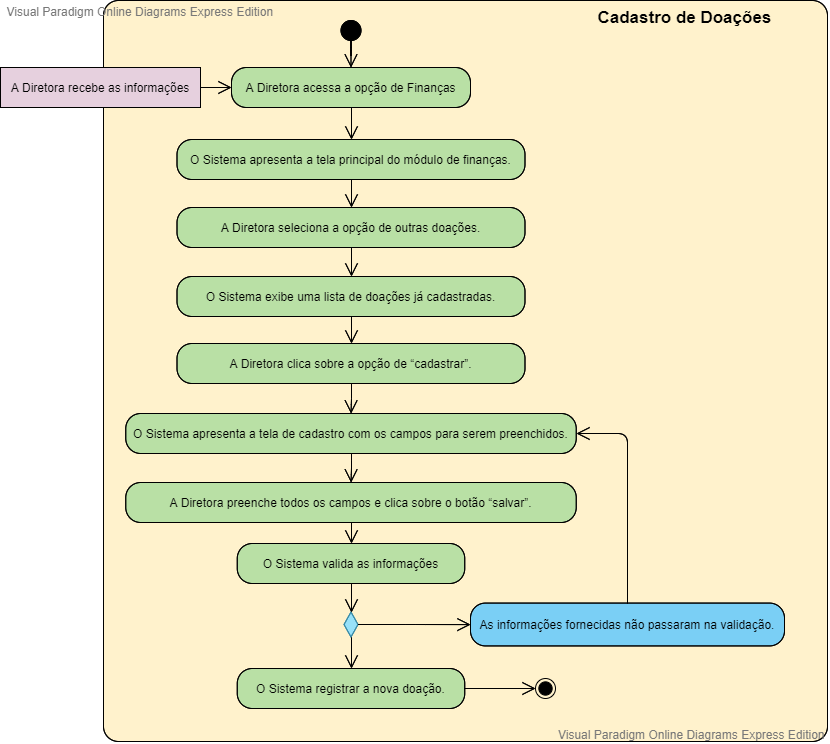 Visual Paradigm Online Diagrams Express Edition
Cadastro de Doações
A Diretora recebe as informações
A Diretora acessa a opção de Finanças
O Sistema apresenta a tela principal do módulo de finanças.
A Diretora seleciona a opção de outras doações.
O Sistema exibe uma lista de doações já cadastradas.
A Diretora clica sobre a opção de “cadastrar”.
O Sistema apresenta a tela de cadastro com os campos para serem preenchidos.
A Diretora preenche todos os campos e clica sobre o botão “salvar”.
O Sistema valida as informações
As informações fornecidas não passaram na validação.
O Sistema registrar a nova doação.
Visual Paradigm Online Diagrams Express Edition